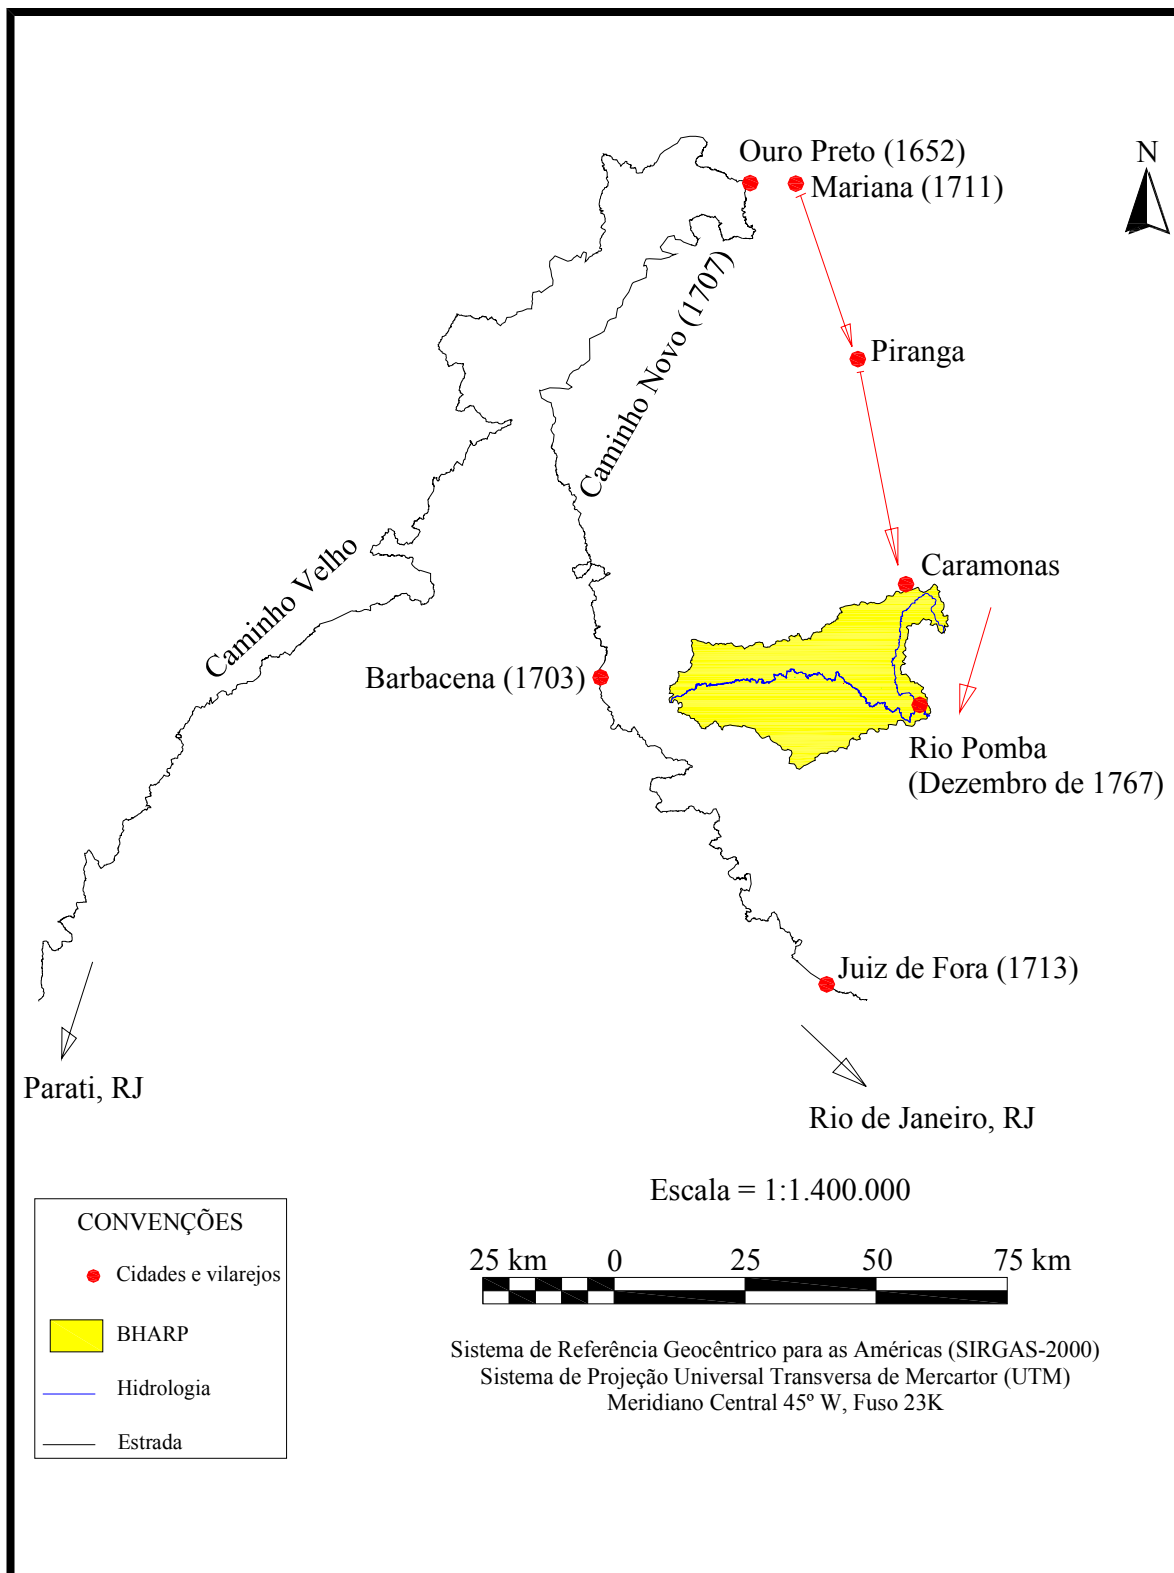 Ouro Preto (1652)
N
Mariana (1711)
Caminho Novo (1707)
Piranga
Caminho Velho
Caramonas
Barbacena (1703)
Rio Pomba
(Dezembro de 1767)
Juiz de Fora (1713)
Parati, RJ
Rio de Janeiro, RJ
Escala = 1:1.400.000
CONVENÇÕES
Cidades e vilarejos
BHARP
Hidrologia
Estrada
25 km 0 25 50 75 km
Sistema de Referência Geocêntrico para as Américas (SIRGAS-2000)
Sistema de Projeção Universal Transversa de Mercartor (UTM)
Meridiano Central 45º W, Fuso 23K